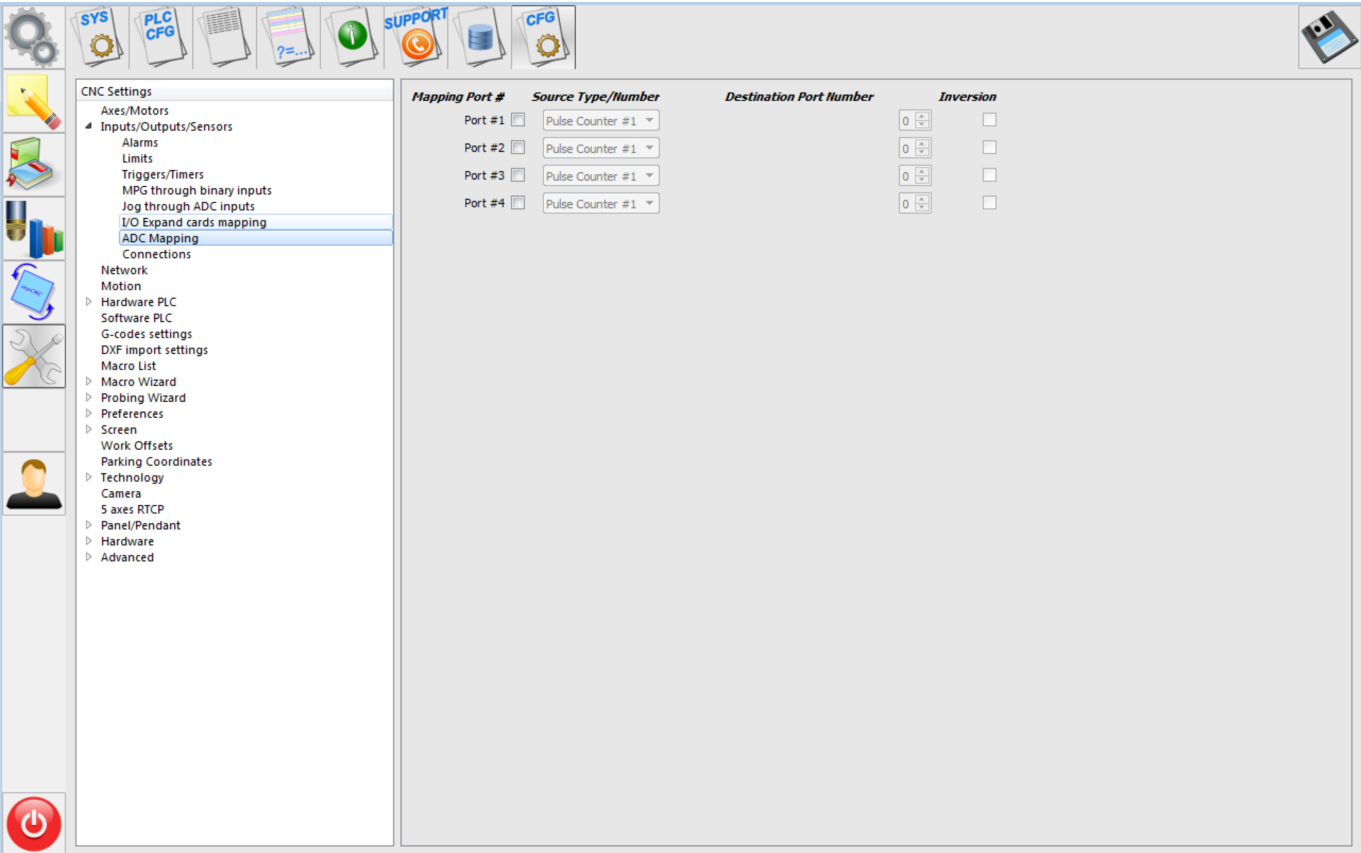 SYS
PLC
CFG
?=...
i
SUPPORT
CFG
myCNC
CNC Settings
Axes/Motors
Inputs/Outputs/Sensors
Alarms
Limits
Triggers/Timers
MPG through binary inputs
Jog through ADC inputs
I/O Expand cards mapping
ADC Mapping
Connections
Network
Motion
Hardware PLC
Software PLC
G-codes settings
DXF import settings
Macro List
Macro Wizard
Probing Wizard
Preferences
Screen
Work Offsets
Parking Coordinates
Technology
Camera
5 axes RTCP
Panel/Pendant
Hardware
Advanced
Mapping Port # Source Type/Number Destination Port Number Inversion
Port #1 Pulse Counter #1 0
Port #2 Pulse Counter #1 0
Port #3 Pulse Counter #1 0
Port #4 Pulse Counter #1 0